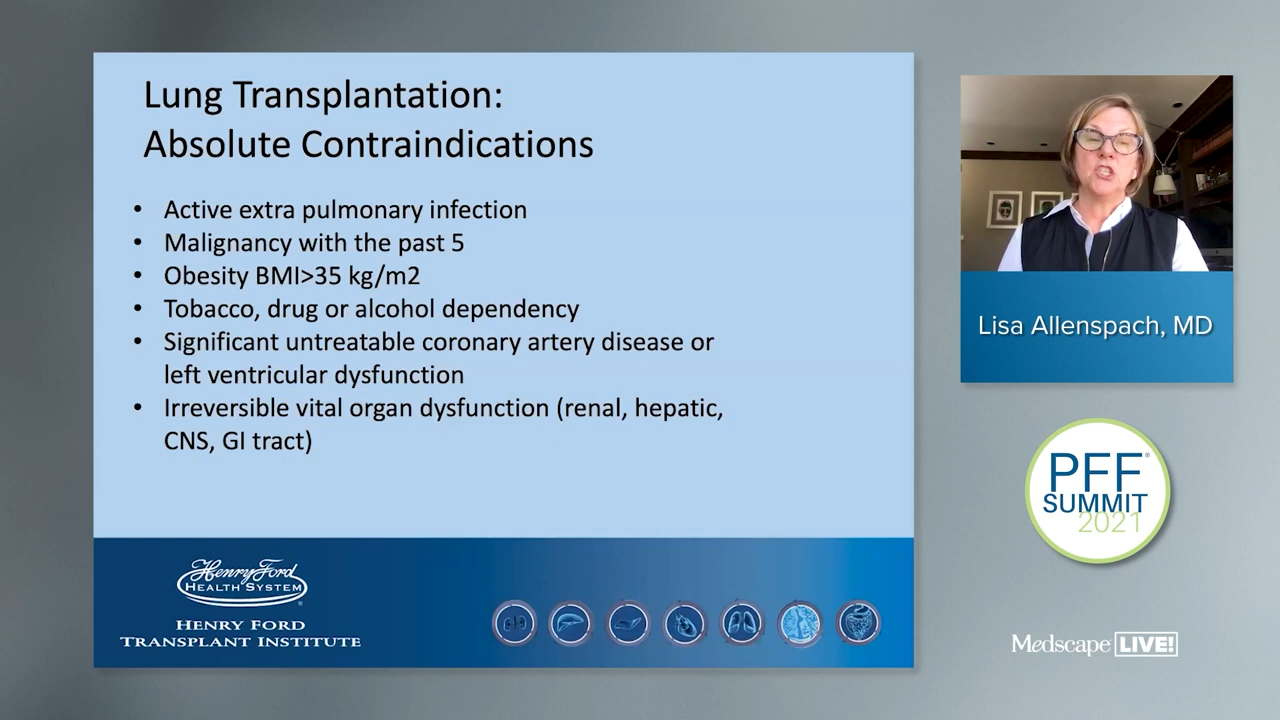 Lung Transplantation:
Absolute Contraindications
• Active extra pulmonary infection
• Malignancy with the past 5
• Obesity BMI>35 kg/m2
• Tobacco, drug or alcohol dependency
• Significant untreatable coronary artery disease or
left ventricular dysfunction
• Irreversible vital organ dysfunction (renal, hepatic,
CNS, GI tract)
Henry Ford
HEALTH SYSTEM
HENRY FORD
TRANSPLANT INSTITUTE
Lisa Allenspach, MD
PFF®
SUMMIT
2021
Medscape LIVE!